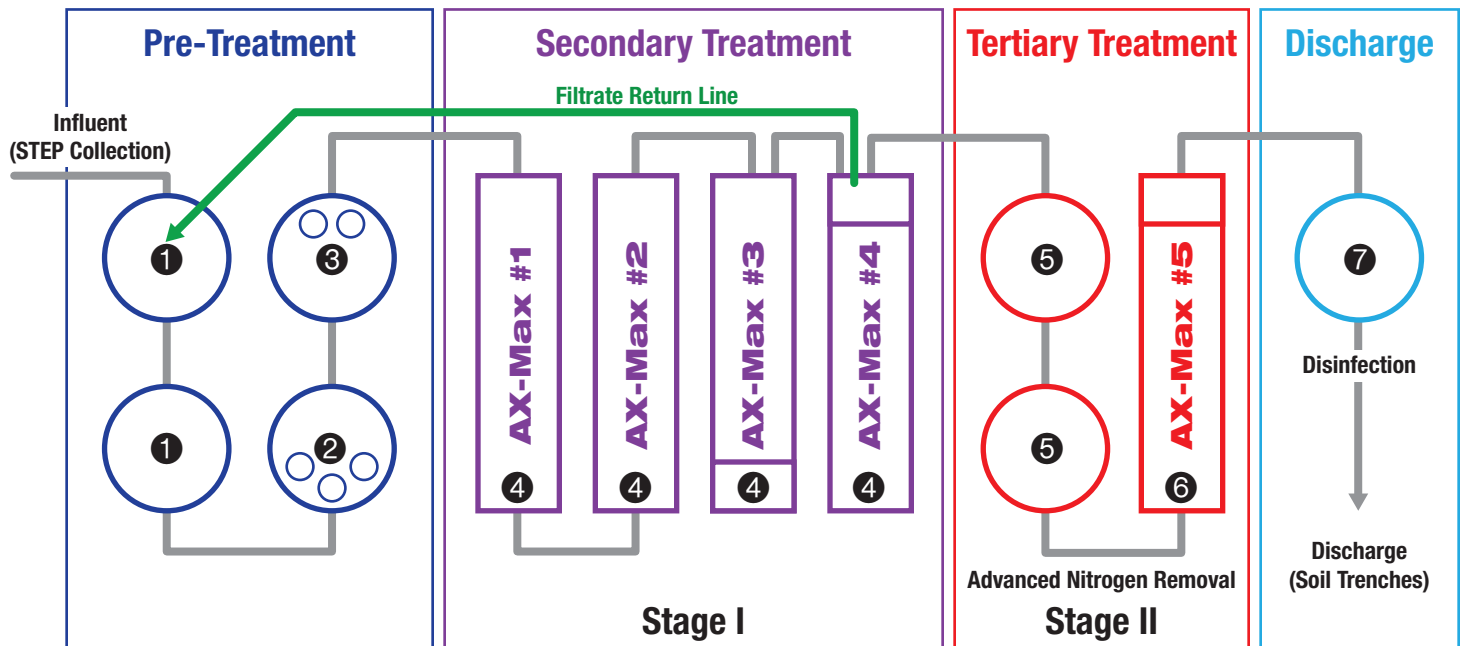 Pre-Treatment
Secondary Treatment
Tertiary Treatment
Discharge
Filtrate Return Line
Influent
(STEP Collection)
1
3
1
2
AX-Max #1
4
AX-Max #2
4
AX-Max #3
4
AX-Max #4
4
5
5
AX-Max #5
6
7
Disinfection
Discharge
(Soil Trenches)
Advanced Nitrogen Removal
Stage I
Stage II